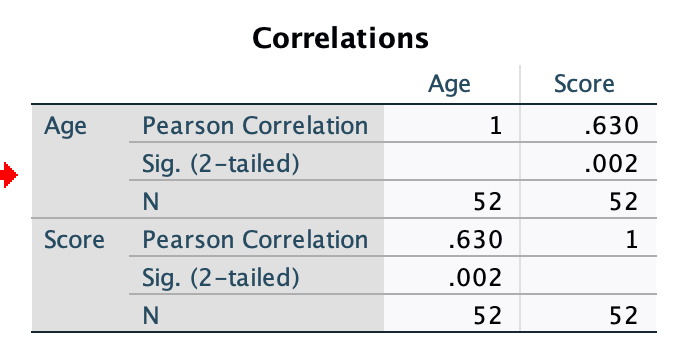 Correlations
Age Score
Age Pearson Correlation 1 .630
Sig. (2-tailed) .002
N 52 52
Score Pearson Correlation .630 1
Sig. (2-tailed) .002
N 52 52